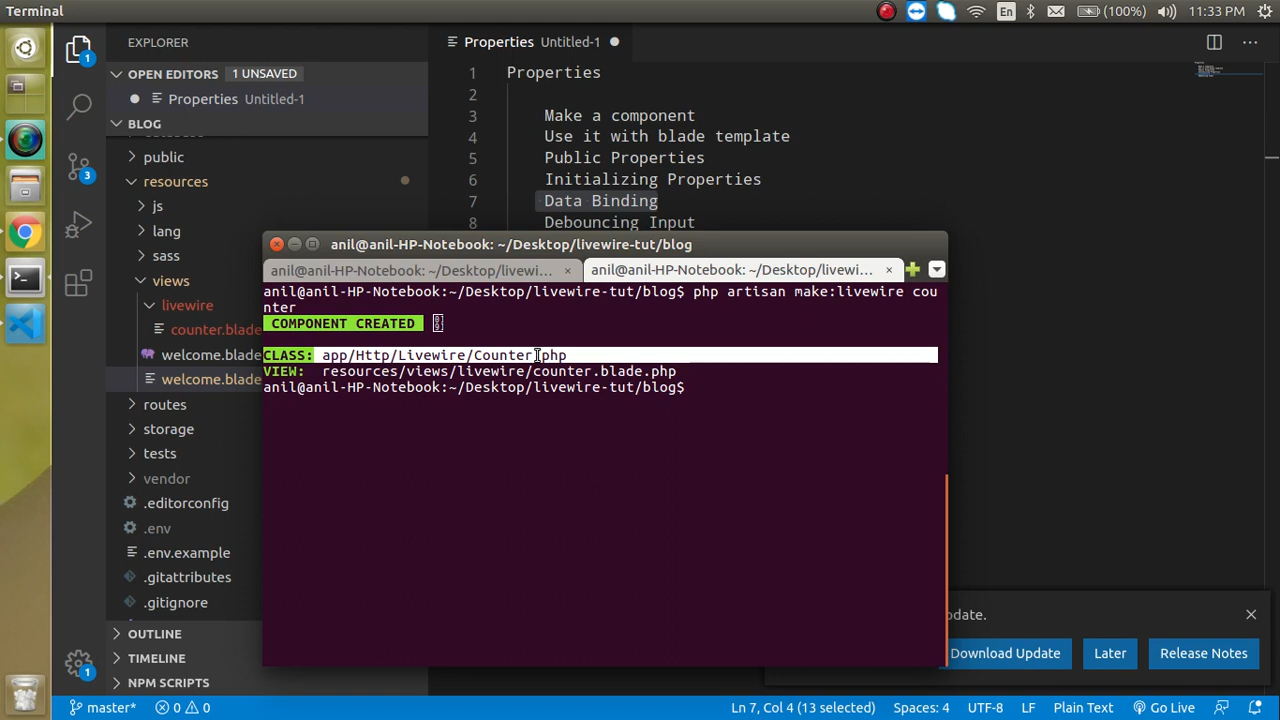 Terminal
En
(100%)
11:33 PM
EXPLORER
OPEN EDITORS 1 UNSAVED
Properties Untitled-1
BLOG
public
resources
js
lang
sass
views
livewire
counter.blade
welcome.blade
welcome.blade
routes
storage
tests
vendor
.editorconfig
.env
.env.example
.gitattributes
.gitignore
OUTLINE
TIMELINE
NPM SCRIPTS
1
3
1
Properties Untitled-1
1 Properties
2
3 Make a component
4 Use it with blade template
5 Public Properties
6 Initializing Properties
7 Data Binding
8 Debouncing Input
anil@anil-HP-Notebook: ~/Desktop/livewire-tut/blog
anil@anil-HP-Notebook: ~/Desktop/livewi...
anil@anil-HP-Notebook: ~/Desktop/livewi...
anil@anil-HP-Notebook:~/Desktop/livewire-tut/blog$ php artisan make:livewire cou
nter
COMPONENT CREATED
CLASS: app/Http/Livewire/Counter.php
VIEW: resources/views/livewire/counter.blade.php
anil@anil-HP-Notebook:~/Desktop/livewire-tut/blog$
pdate.
Download Update
Later
Release Notes
master*
0
0
Ln 7, Col 4 (13 selected)
Spaces: 4
UTF-8
LF
Plain Text
Go Live